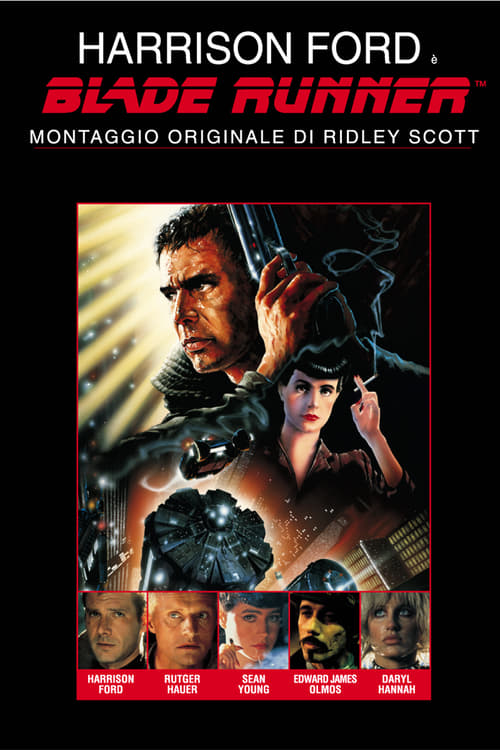 HARRISON FORD è
BLADE RUNNER™
MONTAGGIO ORIGINALE DI RIDLEY SCOTT
HARRISON
FORD
RUTGER
HAUER
SEAN
YOUNG
EDWARD JAMES
OLMOS
DARYL
HANNAH